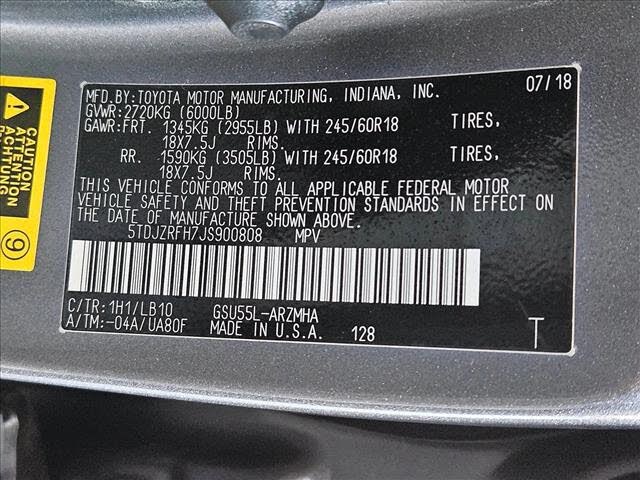 MFD.BY:TOYOTA MOTOR MANUFACTURING, INDIANA, INC. 07/18
GVWR:2720KG (6000LB)
GAWR:FRT. 1345KG (2955LB) WITH 245/60R18 TIRES,
18X7.5J RIMS.
RR. 1590KG (3505LB) WITH 245/60R18 TIRES,
18X7.5J RIMS.
THIS VEHICLE CONFORMS TO ALL APPLICABLE FEDERAL MOTOR
VEHICLE SAFETY AND THEFT PREVENTION STANDARDS IN EFFECT ON
THE DATE OF MANUFACTURE SHOWN ABOVE.
5TDJZRFH7JS900808 MPV
C/TR:1H1/LB10 GSU55L-ARZMHA
A/TM:-04A/UA80F MADE IN U.S.A. 128 T
CAUTION
ATTENTION
ACHTUNG
9